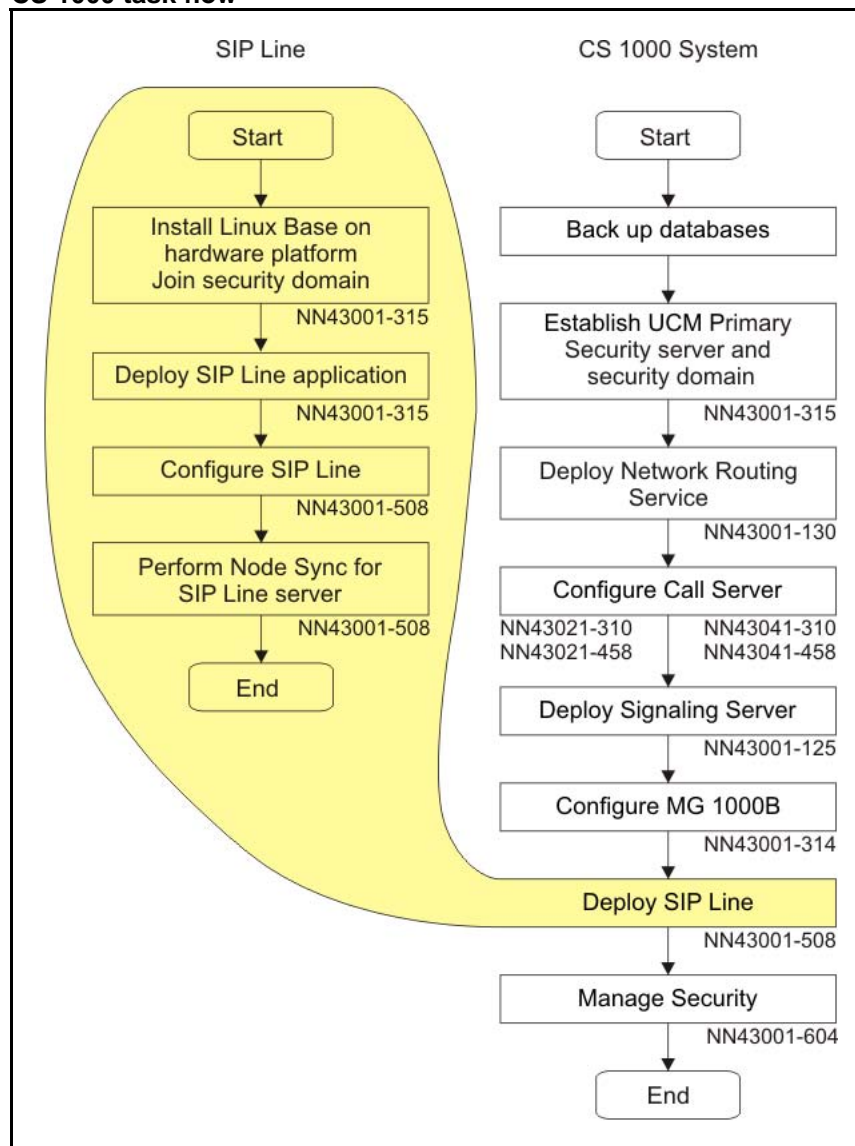 CS 1000 task flow
SIP Line
Start
Install Linux Base on
hardware platform
Join security domain
NN43001-315
Deploy SIP Line application
NN43001-315
Configure SIP Line
NN43001-508
Perform Node Sync for
SIP Line server
NN43001-508
End
CS 1000 System
Start
Back up databases
Establish UCM Primary
Security server and
security domain
NN43001-315
Deploy Network Routing
Service
NN43001-130
Configure Call Server
NN43021-310 NN43041-310
NN43021-458 NN43041-458
Deploy Signaling Server
NN43001-125
Configure MG 1000B
NN43001-314
Deploy SIP Line
NN43001-508
Manage Security
NN43001-604
End